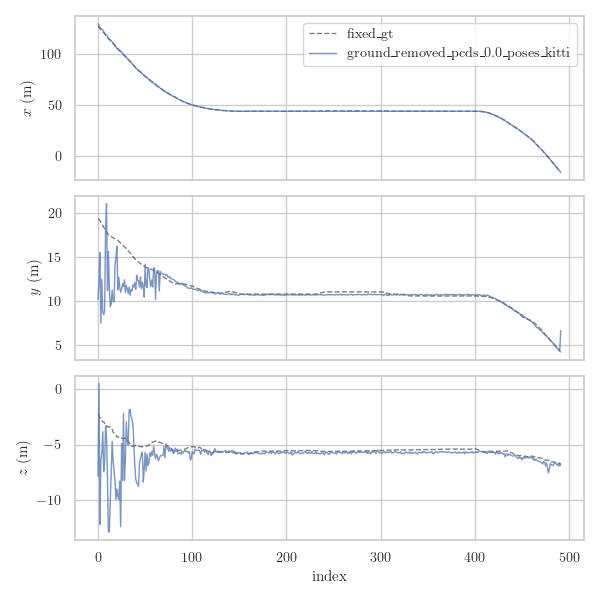 fixed_gt
ground_removed_pcds_0.0_poses_kitti
100
50
0
x (m)
20
15
10
5
y (m)
0
−5
−10
z (m)
0 100 200 300 400 500
index